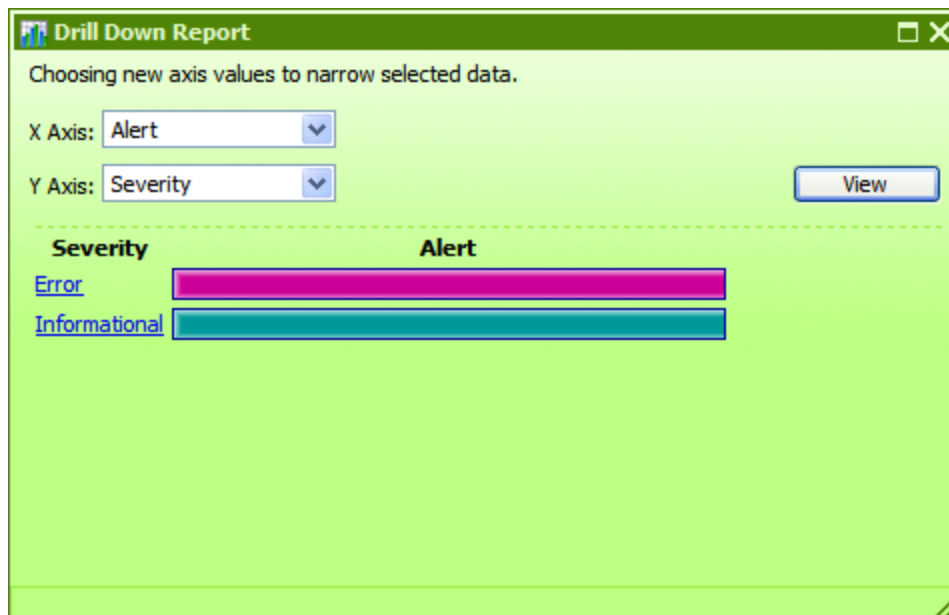 Drill Down Report
Choosing new axis values to narrow selected data.
X Axis: Alert
Y Axis: Severity View
Severity Alert
Error
Informational